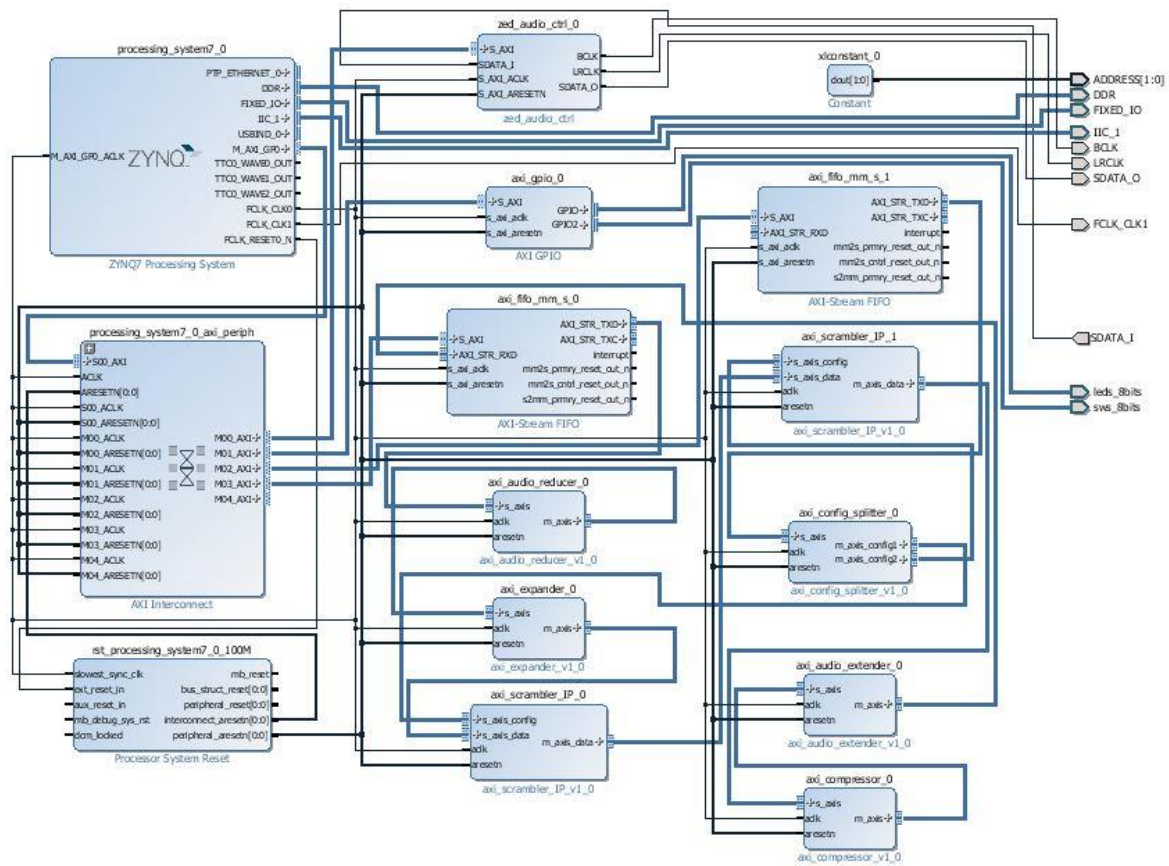 processing_system7_0
PTP_ETHERNET_0
DDR
FIXED_IO
IIC_1
USBIND_0
M_AXI_GP0
M_AXI_GP0_ACLK
ZYNQ
TTC0_WAVE0_OUT
TTC0_WAVE1_OUT
TTC0_WAVE2_OUT
FCLK_CLK0
FCLK_CLK1
FCLK_RESET0_N
ZYNQ7 Processing System
zed_audio_ctrl_0
S_AXI
SDATA_I
S_AXI_ACLK
S_AXI_ARESETN
BCLK
LRCLK
SDATA_O
zed_audio_ctrl
xlconstant_0
dout[1:0]
Constant
ADDRESS[1:0]
DDR
FIXED_IO
IIC_1
BCLK
LRCLK
SDATA_O
FCLK_CLK1
SDATA_I
leds_8bits
sws_8bits
axi_gpio_0
S_AXI
s_axi_aclk
s_axi_aresetn
GPIO
GPIO2
AXI GPIO
axi_fifo_mm_s_1
S_AXI
AXI_STR_RXD
s_axi_aclk
s_axi_aresetn
AXI_STR_TXD
AXI_STR_TXC
interrupt
mm2s_prmry_reset_out_n
mm2s_cntrl_reset_out_n
s2mm_prmry_reset_out_n
AXI-Stream FIFO
processing_system7_0_axi_periph
S00_AXI
ACLK
ARESETN[0:0]
S00_ACLK
S00_ARESETN[0:0]
M00_ACLK
M00_ARESETN[0:0]
M01_ACLK
M01_ARESETN[0:0]
M02_ACLK
M02_ARESETN[0:0]
M03_ACLK
M03_ARESETN[0:0]
M04_ACLK
M04_ARESETN[0:0]
M00_AXI
M01_AXI
M02_AXI
M03_AXI
M04_AXI
AXI Interconnect
axi_fifo_mm_s_0
S_AXI
AXI_STR_RXD
s_axi_aclk
s_axi_aresetn
AXI_STR_TXD
AXI_STR_TXC
interrupt
mm2s_prmry_reset_out_n
mm2s_cntrl_reset_out_n
s2mm_prmry_reset_out_n
AXI-Stream FIFO
axi_scrambler_IP_1
s_axis_config
s_axis_data
aclk
aresetn
m_axis_data
axi_scrambler_IP_v1_0
axi_audio_reducer_0
s_axis
aclk
aresetn
m_axis
axi_audio_reducer_v1_0
axi_config_splitter_0
s_axis
aclk
aresetn
m_axis_config1
m_axis_config2
axi_config_splitter_v1_0
axi_expander_0
s_axis
aclk
aresetn
m_axis
axi_expander_v1_0
rst_processing_system7_0_100M
slowest_sync_clk
ext_reset_in
aux_reset_in
mb_debug_sys_rst
dcm_locked
mb_reset
bus_struct_reset[0:0]
peripheral_reset[0:0]
interconnect_aresetn[0:0]
peripheral_aresetn[0:0]
Processor System Reset
axi_scrambler_IP_0
s_axis_config
s_axis_data
aclk
aresetn
m_axis_data
axi_scrambler_IP_v1_0
axi_audio_extender_0
s_axis
aclk
aresetn
m_axis
axi_audio_extender_v1_0
axi_compressor_0
s_axis
aclk
aresetn
m_axis
axi_compressor_v1_0